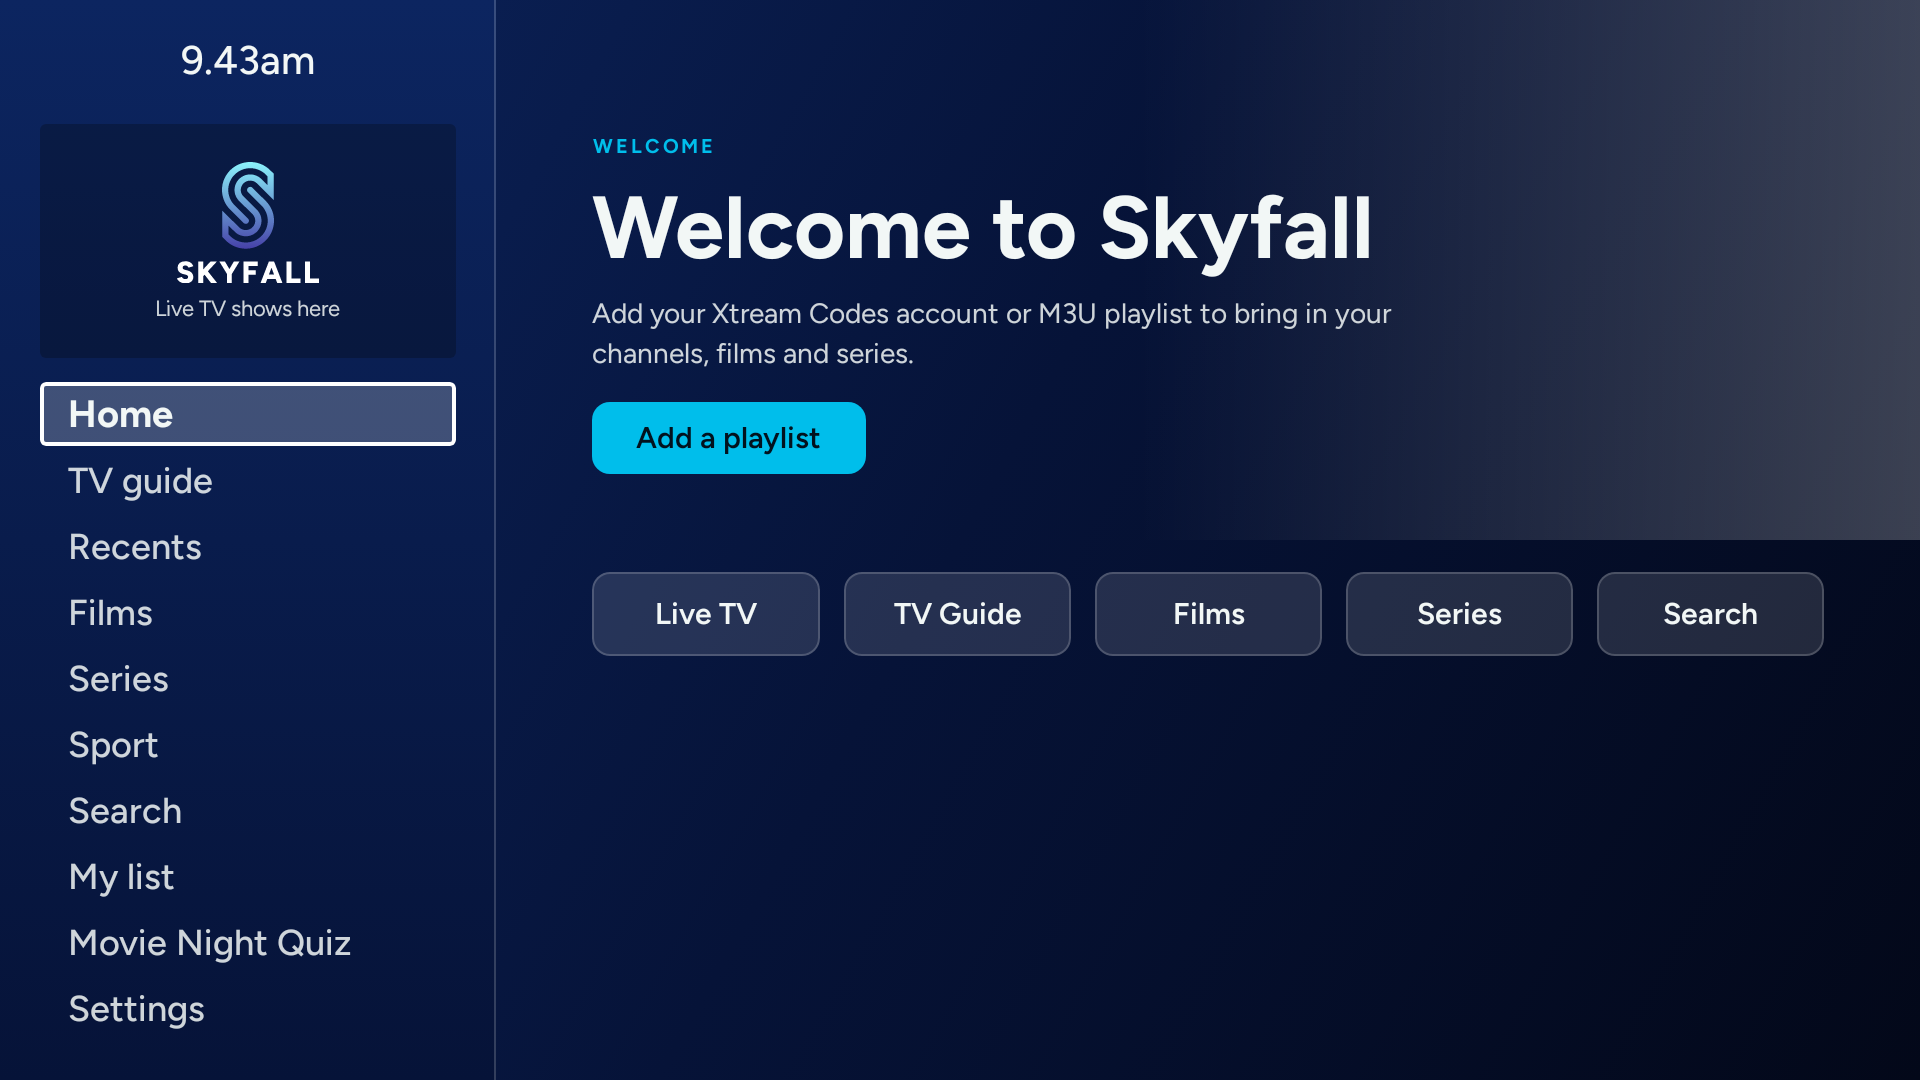 9.43am
SKYFALL
Live TV shows here
Home
TV guide
Recents
Films
Series
Sport
Search
My list
Movie Night Quiz
Settings
WELCOME
Welcome to Skyfall
Add your Xtream Codes account or M3U playlist to bring in your
channels, films and series.
Add a playlist
Live TV
TV Guide
Films
Series
Search